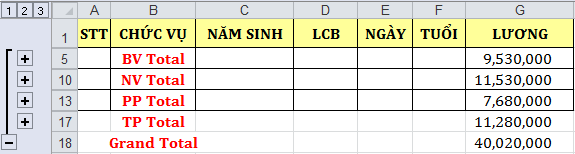 1 2 3 A B C D E F G
1 STT CHỨC VỤ NĂM SINH LCB NGÀY TUỔI LƯƠNG
5 BV Total 9,530,000
10 NV Total 11,530,000
13 PP Total 7,680,000
17 TP Total 11,280,000
18 Grand Total 40,020,000